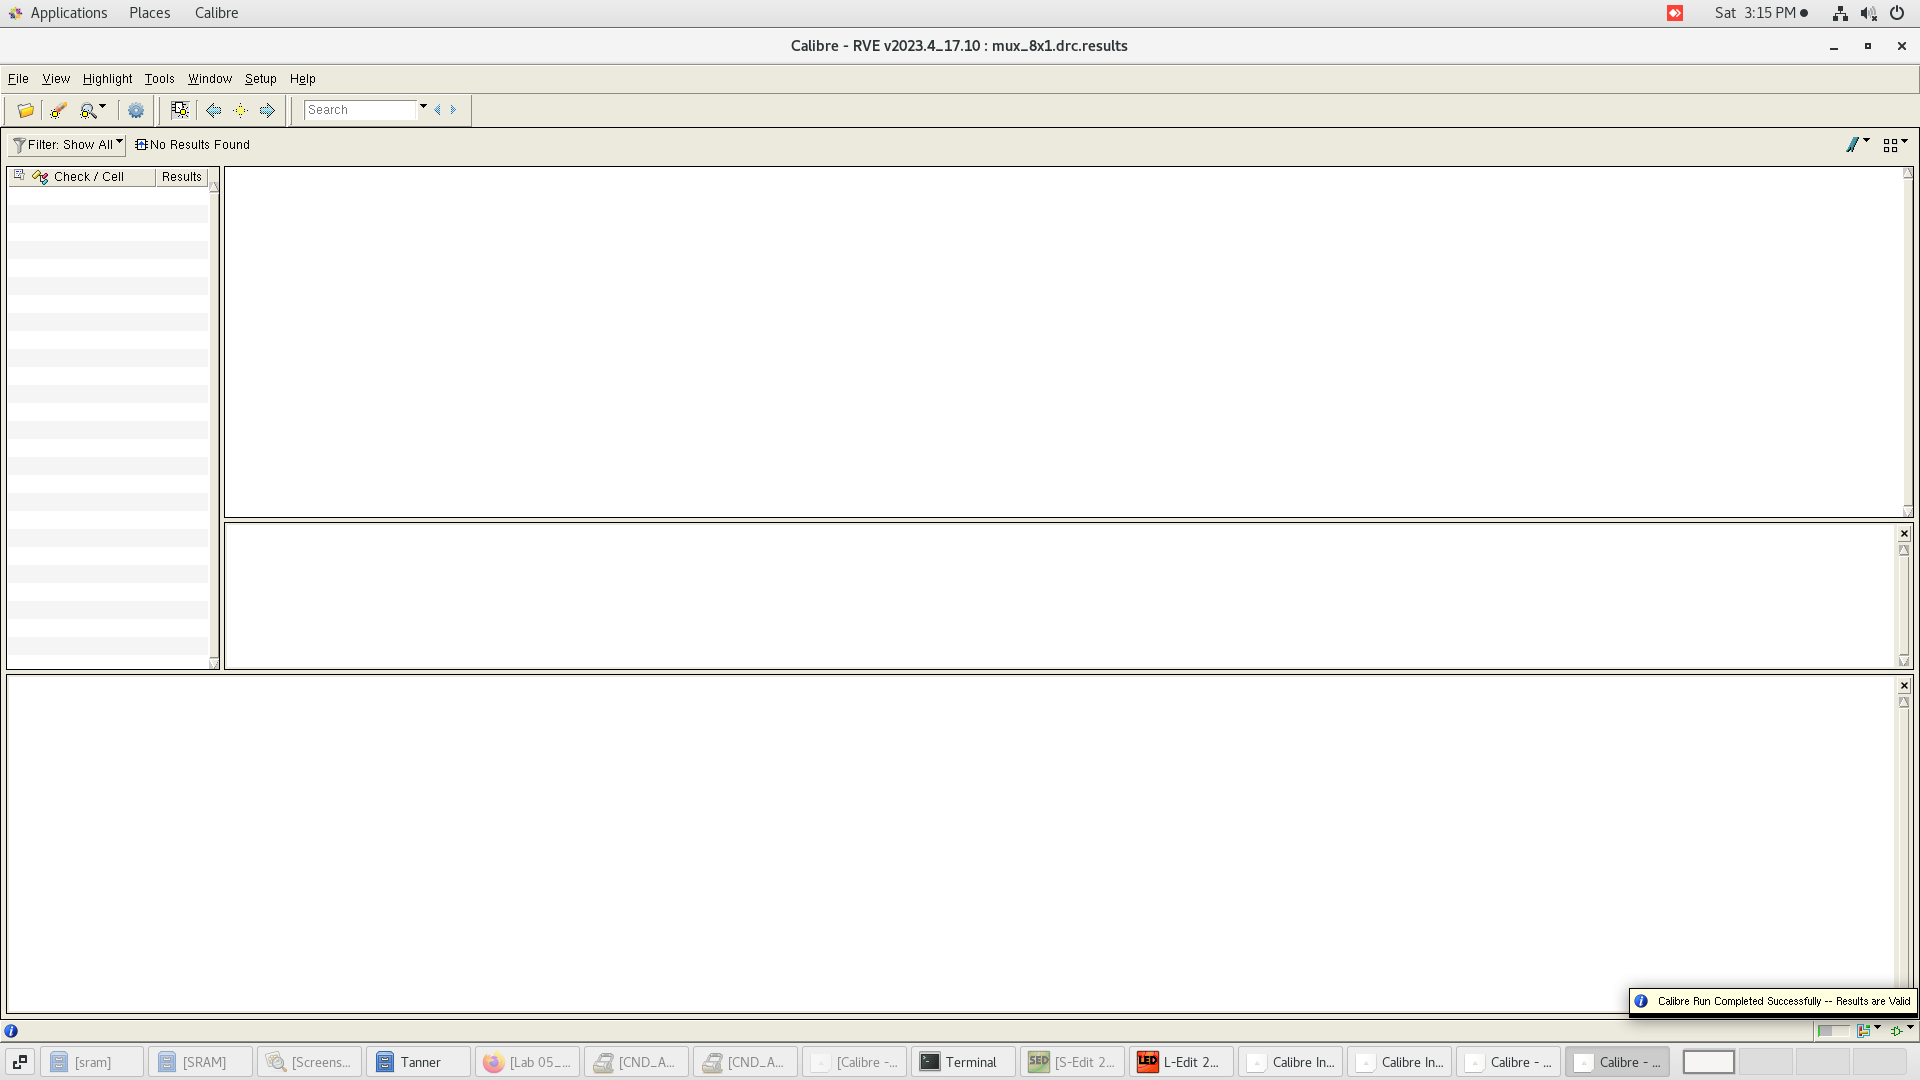 Applications Places Calibre Sat 3:15 PM
Calibre - RVE v2023.4_17.10 : mux_8x1.drc.results
File View Highlight Tools Window Setup Help
Search
Filter: Show All No Results Found
Check / Cell Results
Calibre Run Completed Successfully -- Results are Valid
[sram] [SRAM] [Screens... Tanner [Lab 05_... [CND_A... [CND_A... [Calibre -... Terminal [S-Edit 2... L-Edit 2... Calibre In... Calibre In... Calibre - ... Calibre - ...